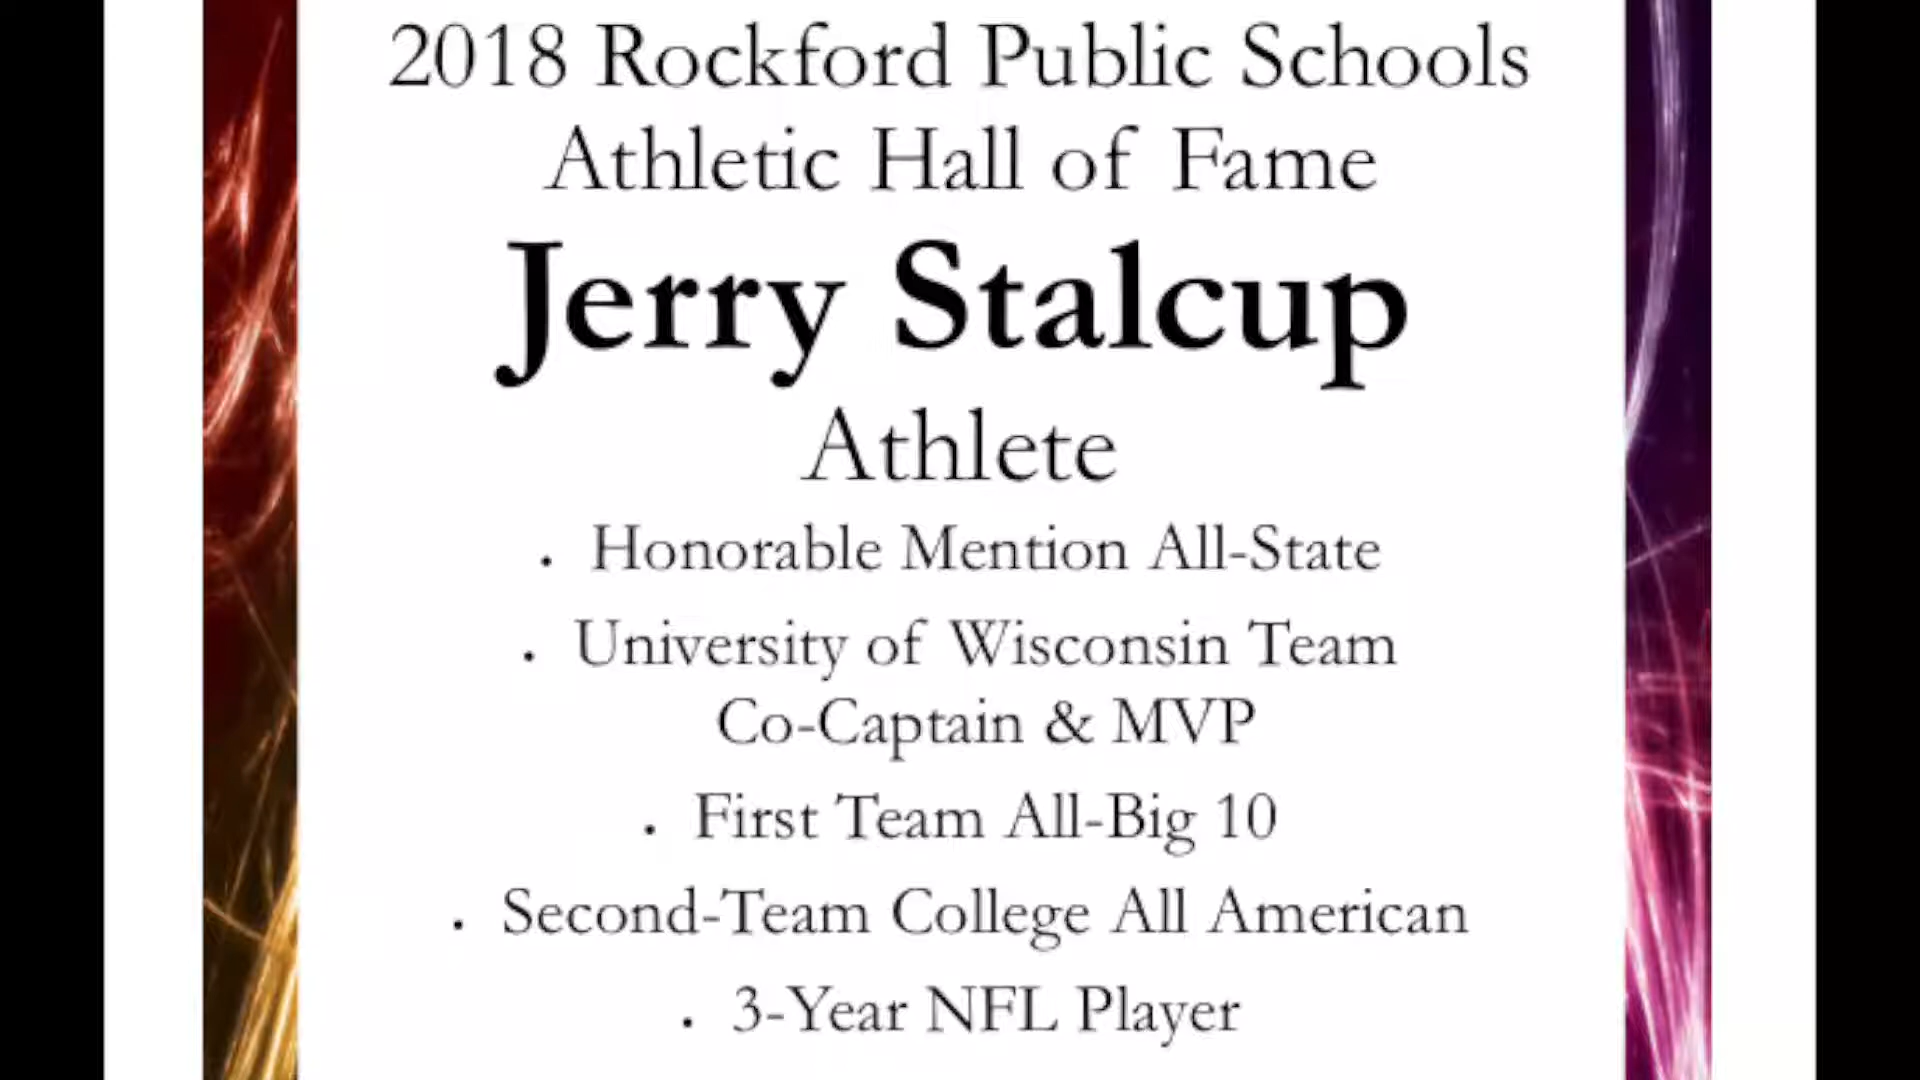 2018 Rockford Public Schools
Athletic Hall of Fame
Jerry Stalcup
Athlete
• Honorable Mention All-State
• University of Wisconsin Team
Co-Captain & MVP
• First Team All-Big 10
• Second-Team College All American
• 3-Year NFL Player